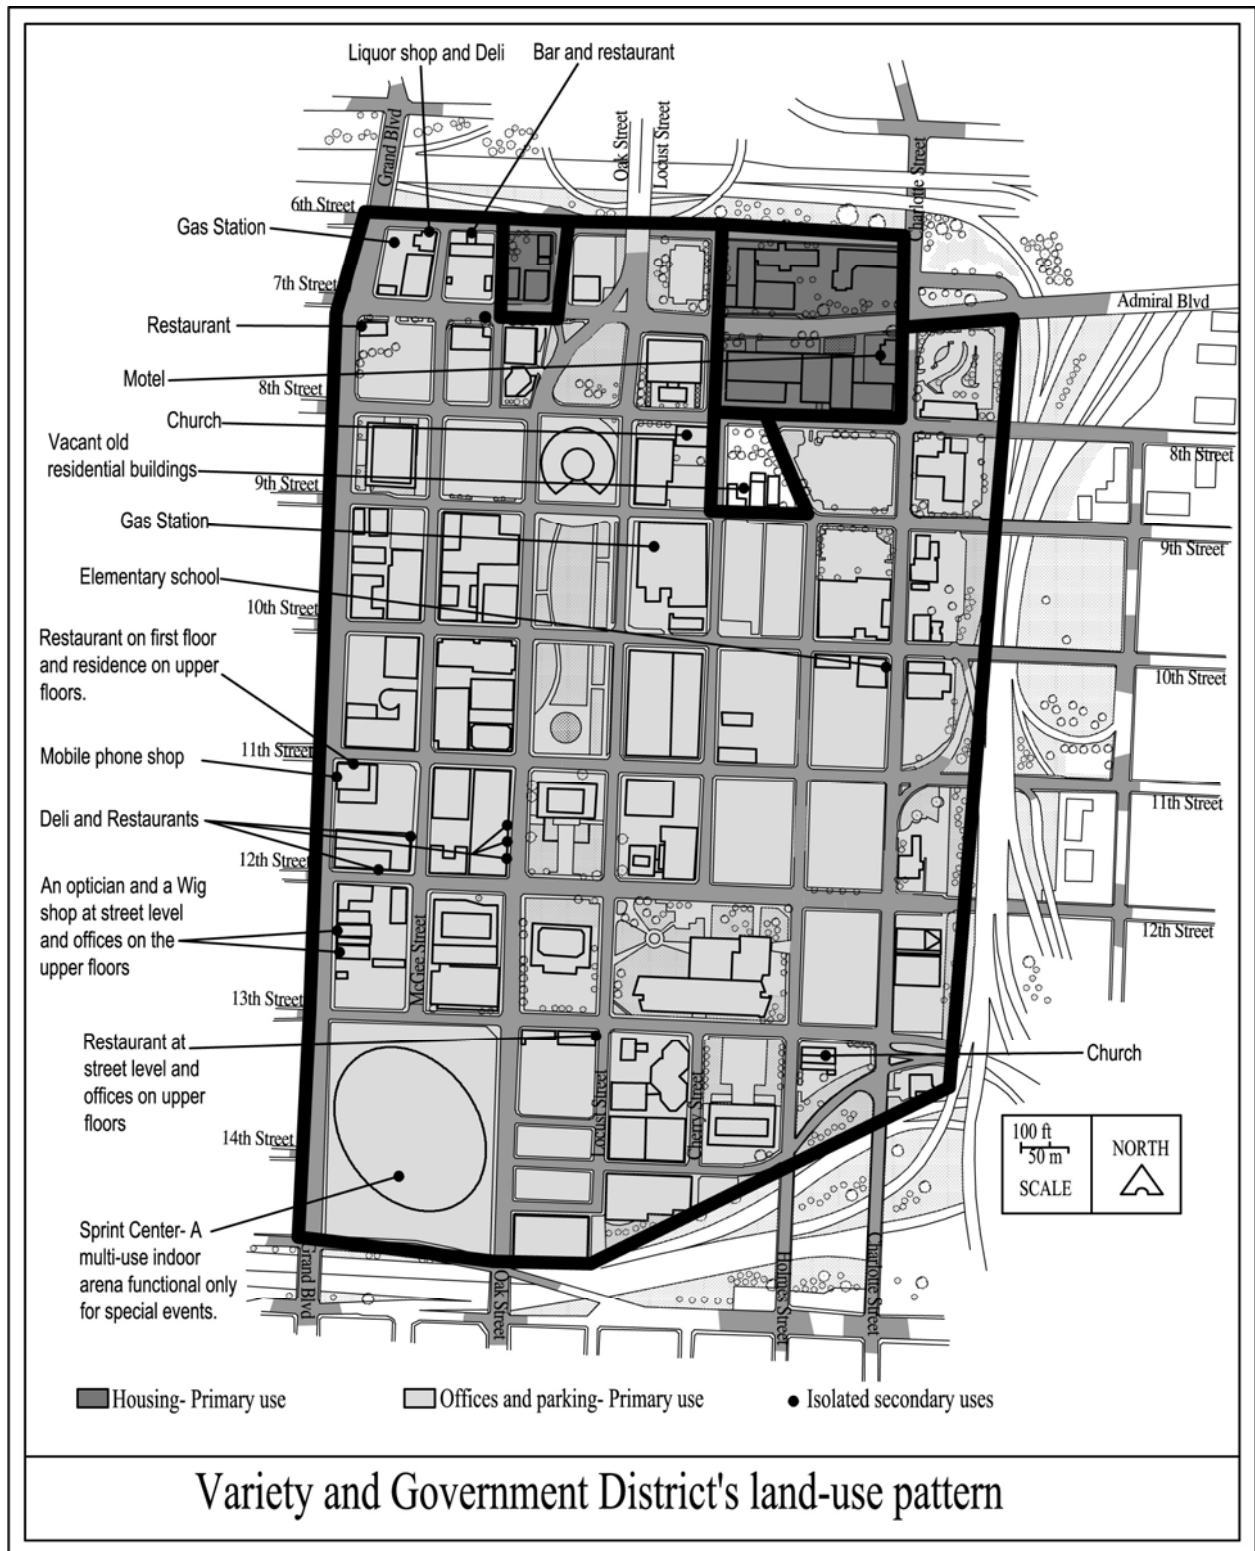 Liquor shop and Deli
Bar and restaurant
Grand Blvd
Oak Street
Locust Street
Charlotte Street
6th Street
Gas Station
7th Street
Admiral Blvd
Restaurant
Motel
8th Street
Church
8th Street
Vacant old
residential buildings
9th Street
Gas Station
9th Street
Elementary school
10th Street
Restaurant on first floor
and residence on upper
floors.
10th Street
11th Street
Mobile phone shop
11th Street
Deli and Restaurants
12th Street
An optician and a Wig
shop at street level
and offices on the
upper floors
12th Street
McGee Street
13th Street
Restaurant at
street level and
offices on upper
floors
Church
Locust Street
Cherry Street
14th Street
100 ft
50 m
SCALE
NORTH
Sprint Center- A
multi-use indoor
arena functional only
for special events.
Grand Blvd
Oak Street
Holmes Street
Charlotte Street
Housing- Primary use
Offices and parking- Primary use
Isolated secondary uses
Variety and Government District's land-use pattern